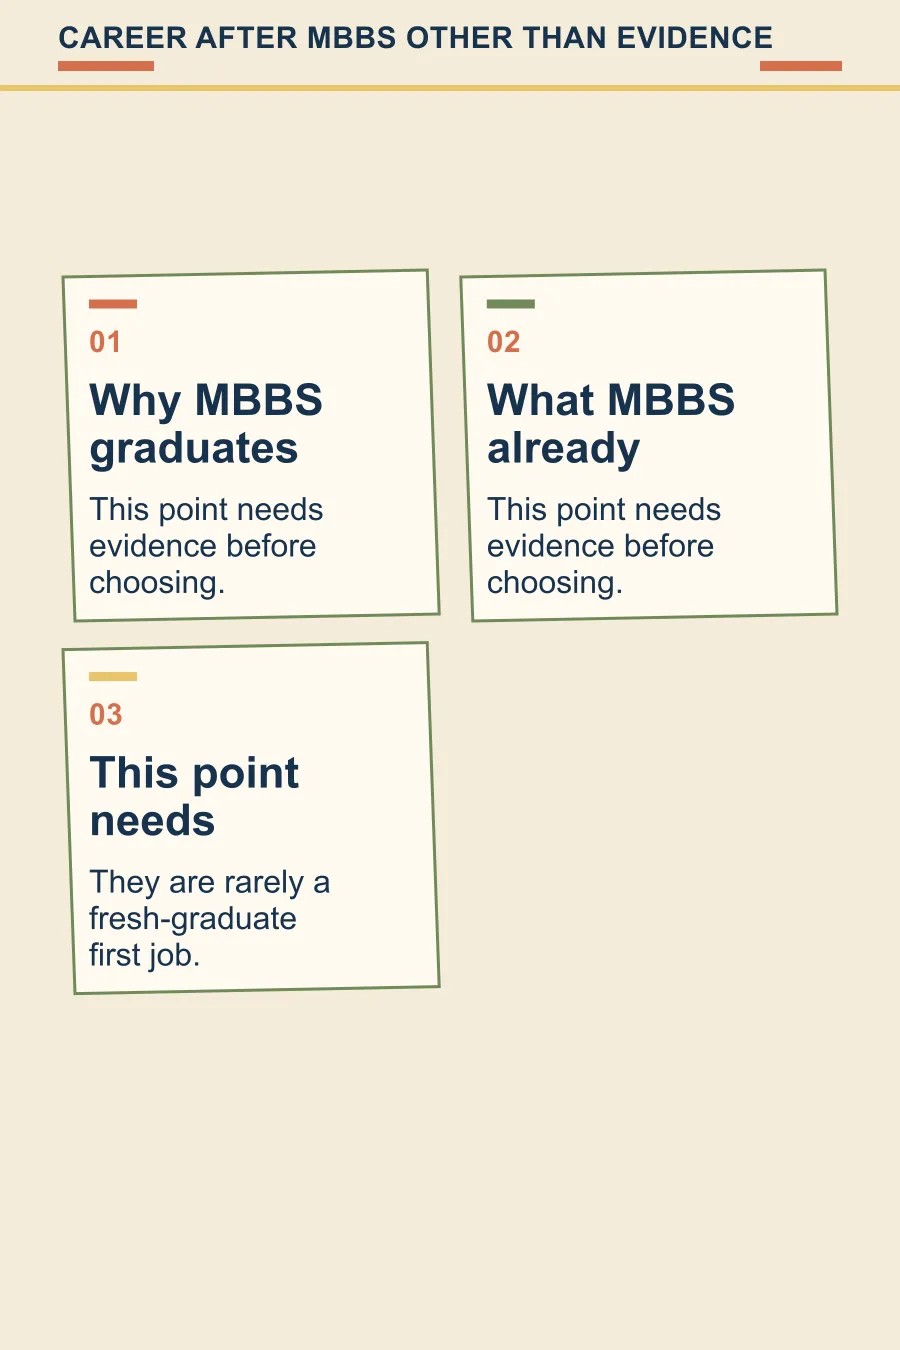 CAREER AFTER MBBS OTHER THAN EVIDENCE
01
Why MBBS
graduates
This point needs
evidence before
choosing.
02
What MBBS
already
This point needs
evidence before
choosing.
03
This point
needs
They are rarely a
fresh-graduate
first job.